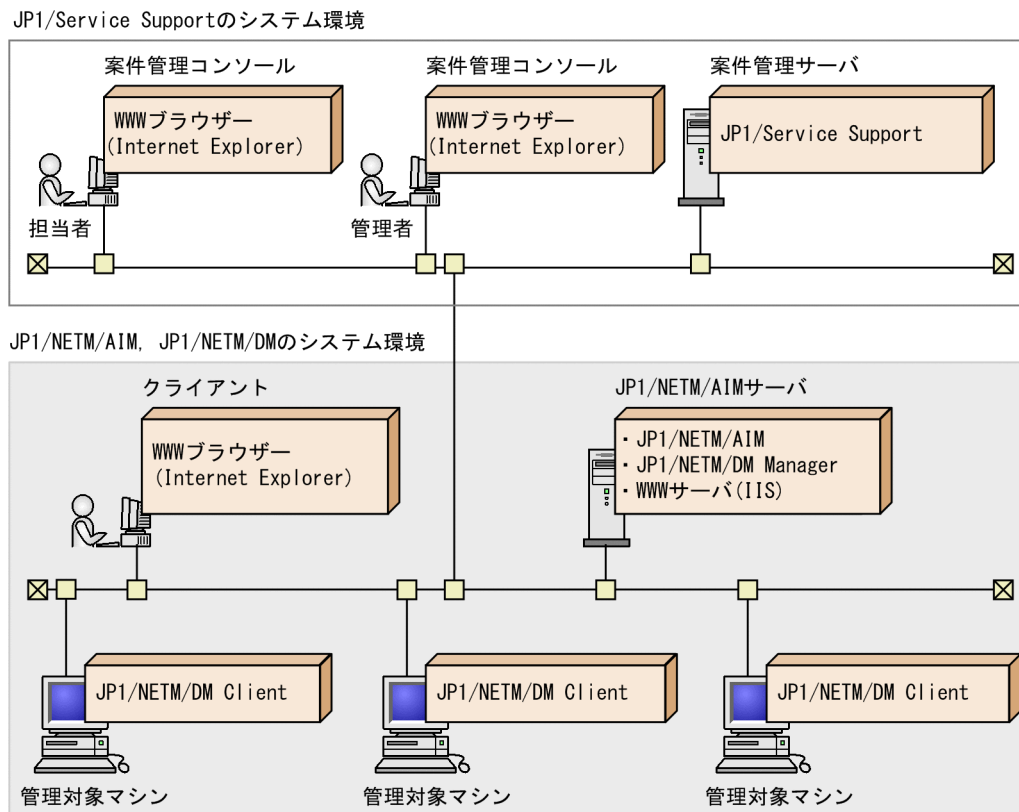 JP1/Service Supportのシステム環境
案件管理コンソール
案件管理コンソール
案件管理サーバ
WWWブラウザー
(Internet Explorer)
WWWブラウザー
(Internet Explorer)
JP1/Service Support
担当者
管理者
JP1/NETM/AIM, JP1/NETM/DMのシステム環境
クライアント
JP1/NETM/AIMサーバ
WWWブラウザー
(Internet Explorer)
・JP1/NETM/AIM
・JP1/NETM/DM Manager
・WWWサーバ(IIS)
JP1/NETM/DM Client
JP1/NETM/DM Client
JP1/NETM/DM Client
管理対象マシン
管理対象マシン
管理対象マシン